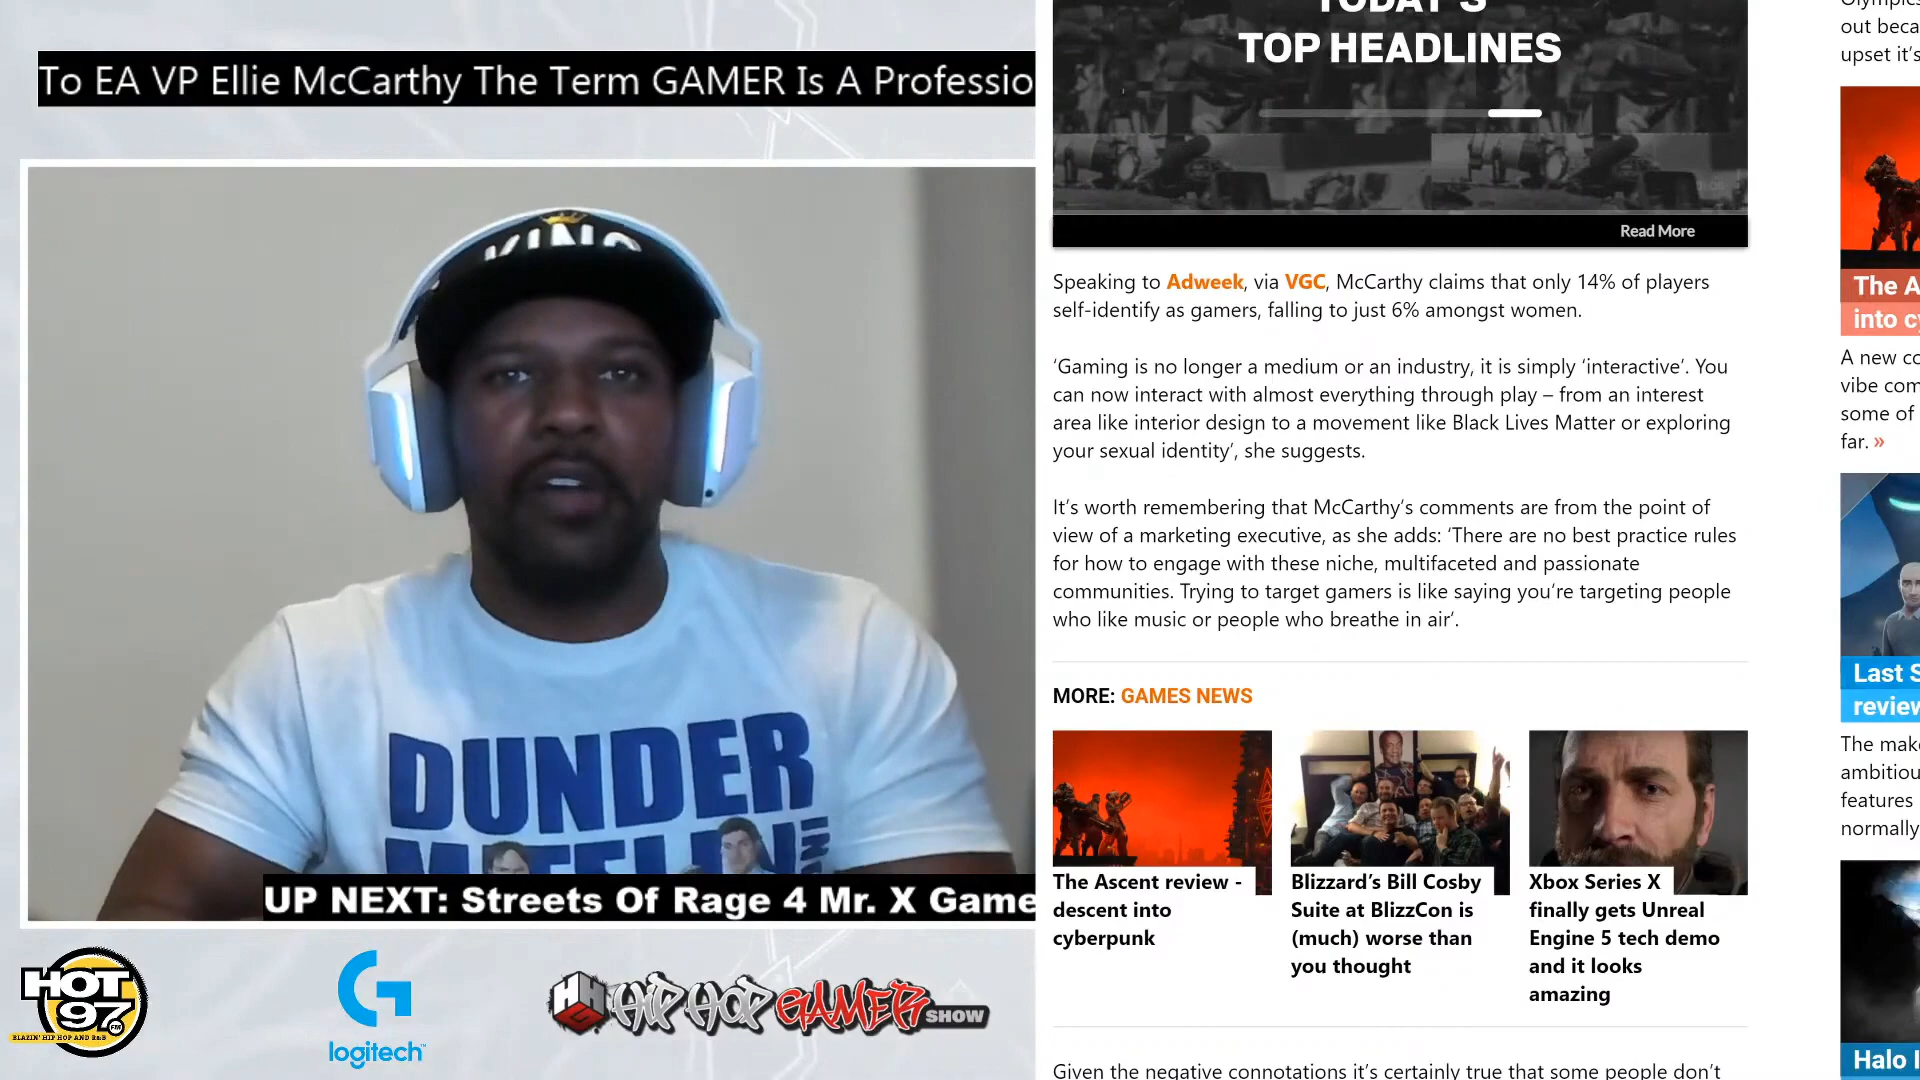 To EA VP Ellie McCarthy The Term GAMER Is A Professio
KING
DUNDER
MIFFLIN
INC
UP NEXT: Streets Of Rage 4 Mr. X Game
HOT
97
FM
BLAZIN' HIP HOP AND R&B
logitech
HHG
HIP HOP GAMER SHOW
TODAY'S
TOP HEADLINES
Read More
Speaking to Adweek, via VGC, McCarthy claims that only 14% of players
self-identify as gamers, falling to just 6% amongst women.
‘Gaming is no longer a medium or an industry, it is simply ‘interactive’. You
can now interact with almost everything through play – from an interest
area like interior design to a movement like Black Lives Matter or exploring
your sexual identity’, she suggests.
It’s worth remembering that McCarthy’s comments are from the point of
view of a marketing executive, as she adds: ‘There are no best practice rules
for how to engage with these niche, multifaceted and passionate
communities. Trying to target gamers is like saying you’re targeting people
who like music or people who breathe in air’.
MORE: GAMES NEWS
The Ascent review -
descent into
cyberpunk
Blizzard’s Bill Cosby
Suite at BlizzCon is
(much) worse than
you thought
Xbox Series X
finally gets Unreal
Engine 5 tech demo
and it looks
amazing
Given the negative connotations it’s certainly true that some people don’t
Olympics
out beca
upset it’s
The A
into cy
A new co
vibe com
some of
far. »
Last S
review
The make
ambitiou
features
normally
Halo I